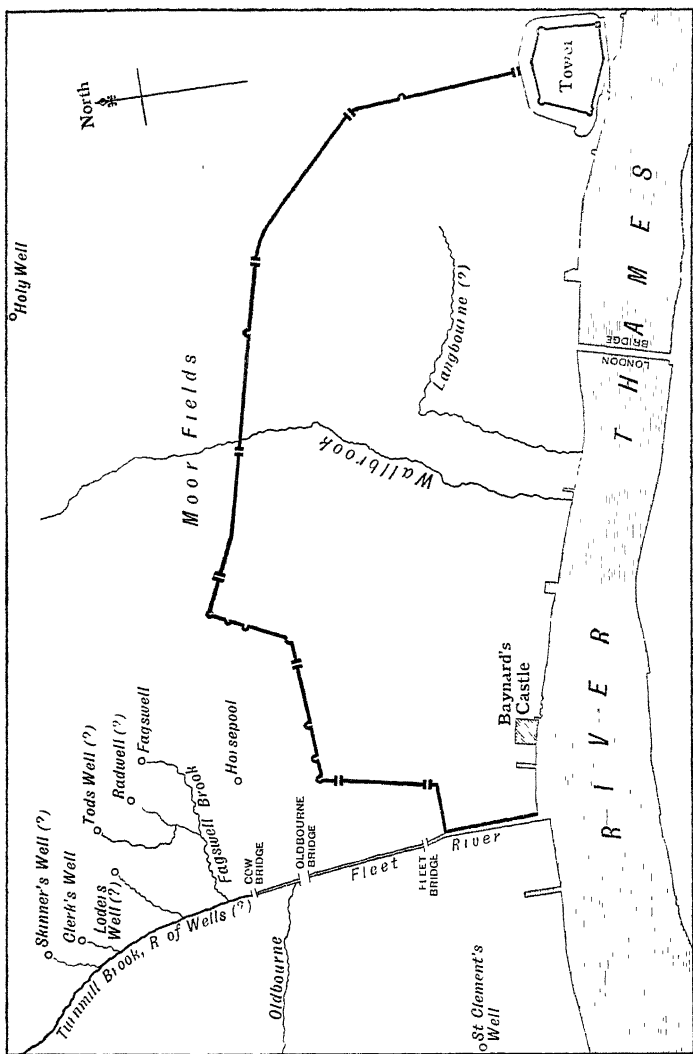 North
Holy Well
Tower
Moor Fields
Langbourne (?)
Wallbrook
LONDON
BRIDGE
RIVER THAMES
Baynard's
Castle
Skinner's Well (?)
Clerk's Well
Loders
Well (?)
Tods Well (?)
Radwell (?)
Fagswell
Fagswell Brook
Horsepool
Turnmill Brook, R of Wells (?)
COW
BRIDGE
OLDBOURNE
BRIDGE
Oldbourne
Fleet River
FLEET
BRIDGE
St Clement's
Well